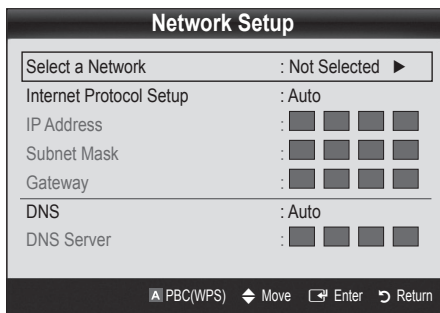 Network Setup
Select a Network : Not Selected ►
Internet Protocol Setup : Auto
IP Address :
Subnet Mask :
Gateway :
DNS : Auto
DNS Server :
A PBC(WPS) Move Enter Return